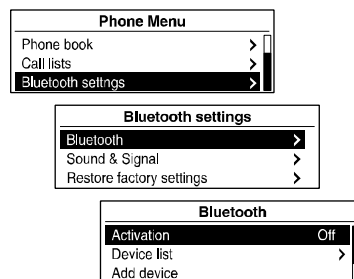 Phone Menu
Phone book
Call lists
Bluetooth settngs
Bluetooth settings
Bluetooth
Sound & Signal
Restore factory settings
Bluetooth
Activation Off
Device list
Add device